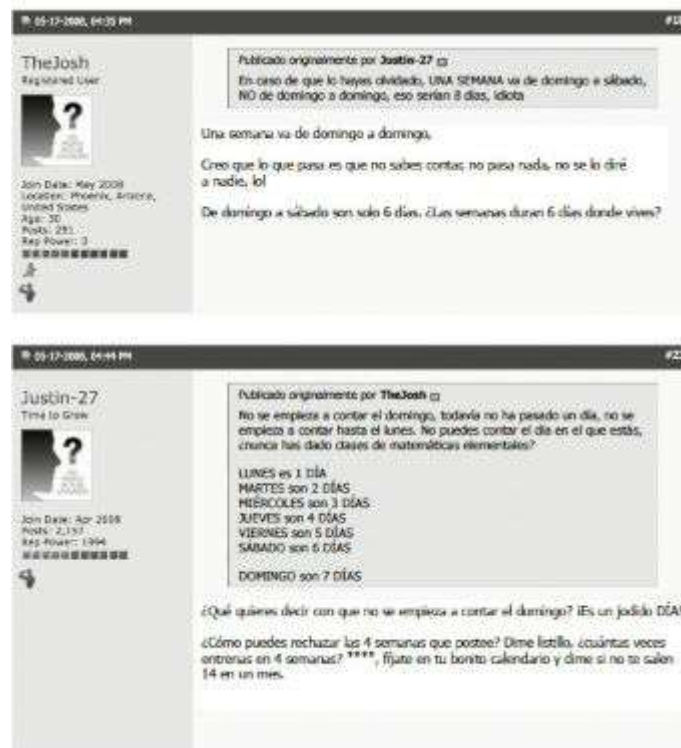 05-17-2008, 04:35 PM
TheJosh
Registered User
?
Join Date: May 2008
Location: Phoenix, Arizona,
United States
Age: 30
Posts: 251
Rep Power: 3
Publicado originalmente por Justin-27
En caso de que lo hayas olvidado, UNA SEMANA va de domingo a sábado,
NO de domingo a domingo, eso serían 8 días, idiota
Una semana va de domingo a domingo,
Creo que lo que pasa es que no sabes contar, no pasa nada, no se lo diré
a nadie, lol
De domingo a sábado son solo 6 días. ¿Las semanas duran 6 días donde vives?
05-17-2008, 04:44 PM
Justin-27
Time to Grow
?
Join Date: Apr 2008
Posts: 2,157
Rep Power: 1994
Publicado originalmente por TheJosh
No se empieza a contar el domingo, todavía no ha pasado un día, no se
empieza a contar hasta el lunes. No puedes contar el día en el que estás,
¿nunca has dado clases de matemáticas elementales?
LUNES es 1 DÍA
MARTES son 2 DÍAS
MIÉRCOLES son 3 DÍAS
JUEVES son 4 DÍAS
VIERNES son 5 DÍAS
SÁBADO son 6 DÍAS
DOMINGO son 7 DÍAS
¿Qué quieres decir con que no se empieza a contar el domingo? ¡Es un jodido DÍA!
¿Cómo puedes rechazar las 4 semanas que postee? Dime listillo, ¿cuántas veces
entrenas en 4 semanas? ****, fíjate en tu bonito calendario y dime si no te salen
14 en un mes.